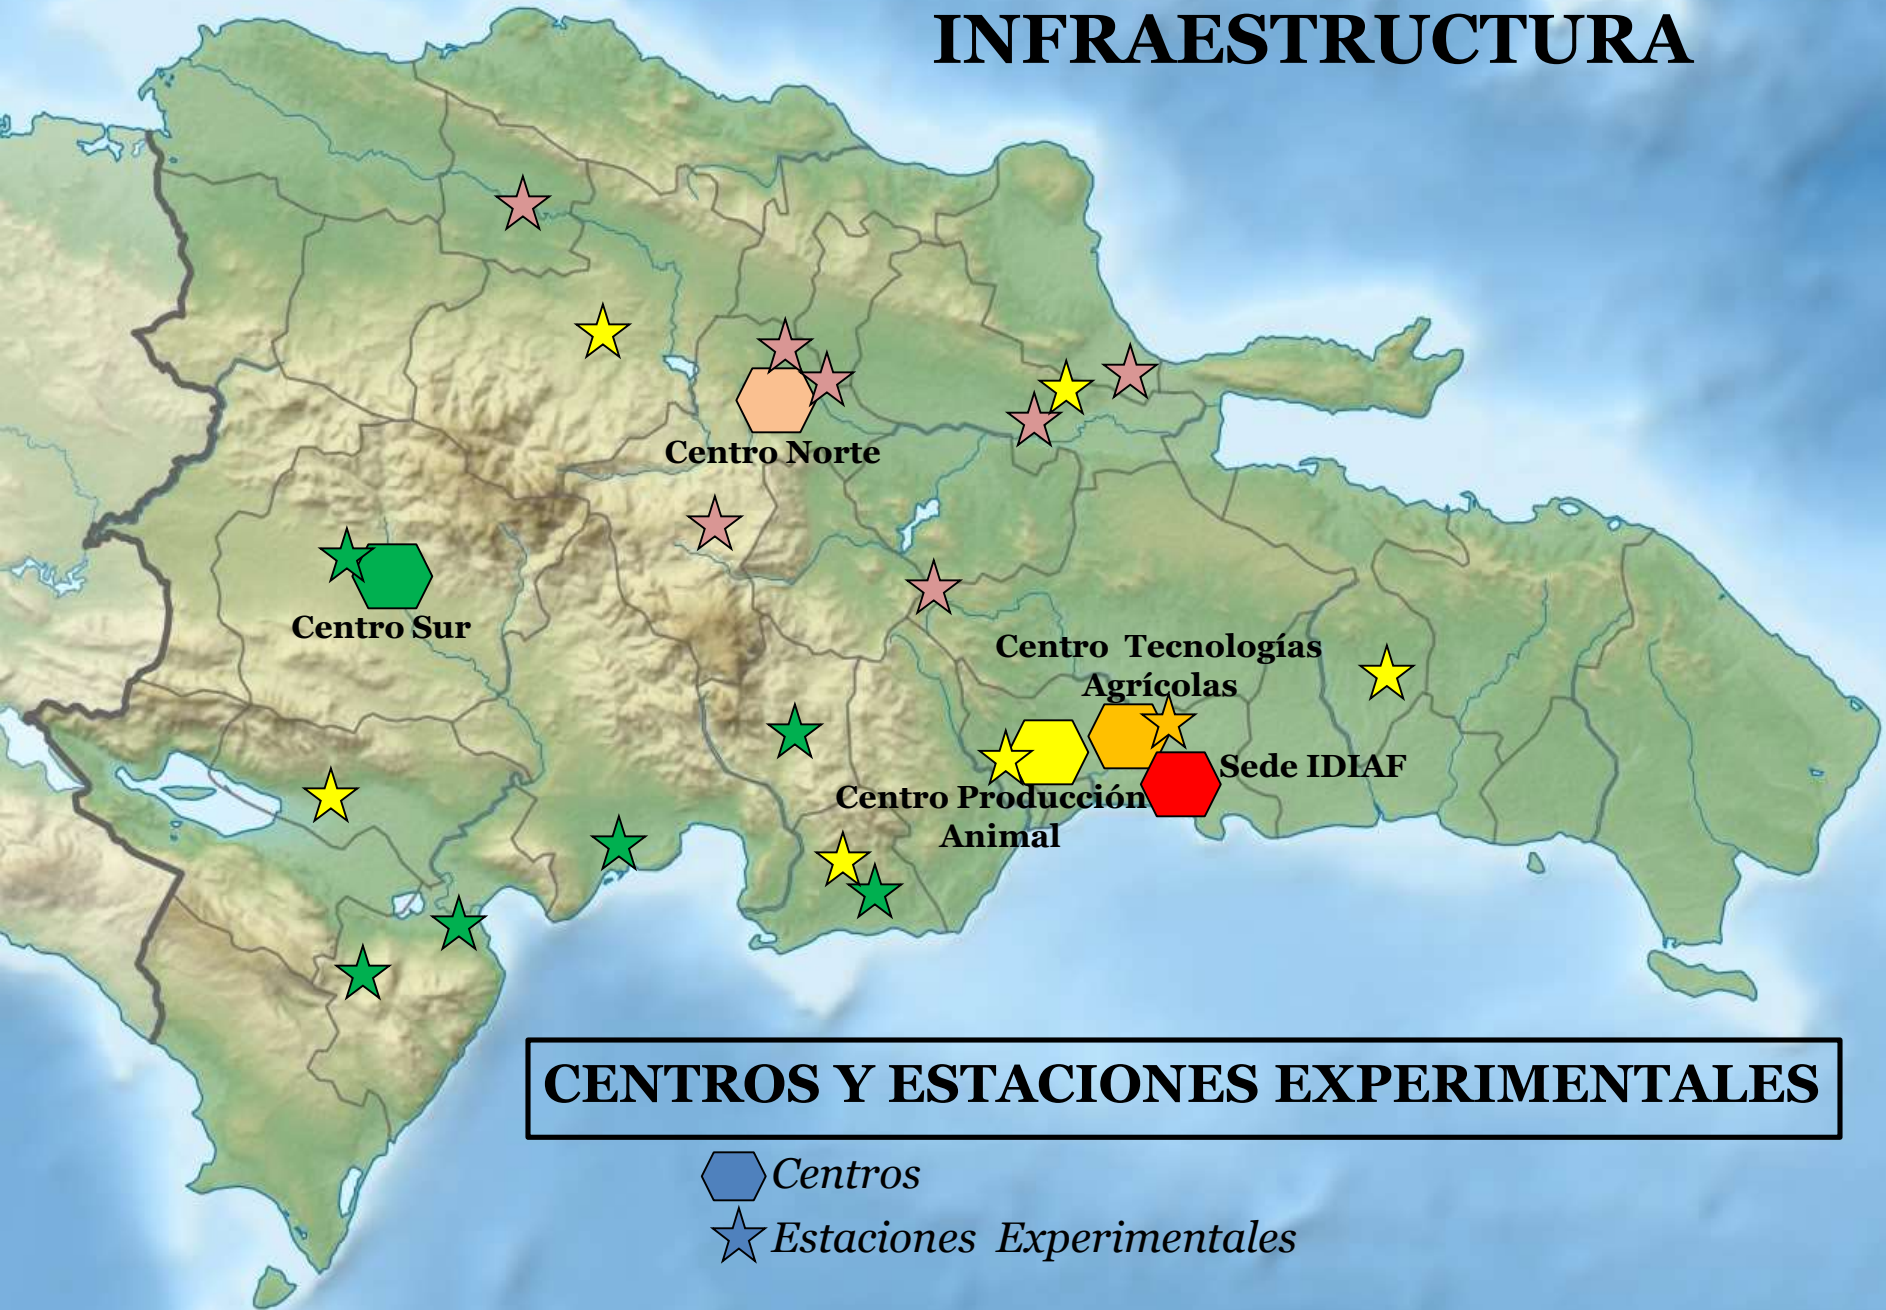 INFRAESTRUCTURA
Centro Norte
Centro Sur
Centro Tecnologías
Agrícolas
Sede IDIAF
Centro Producción
Animal
CENTROS Y ESTACIONES EXPERIMENTALES
Centros
Estaciones Experimentales